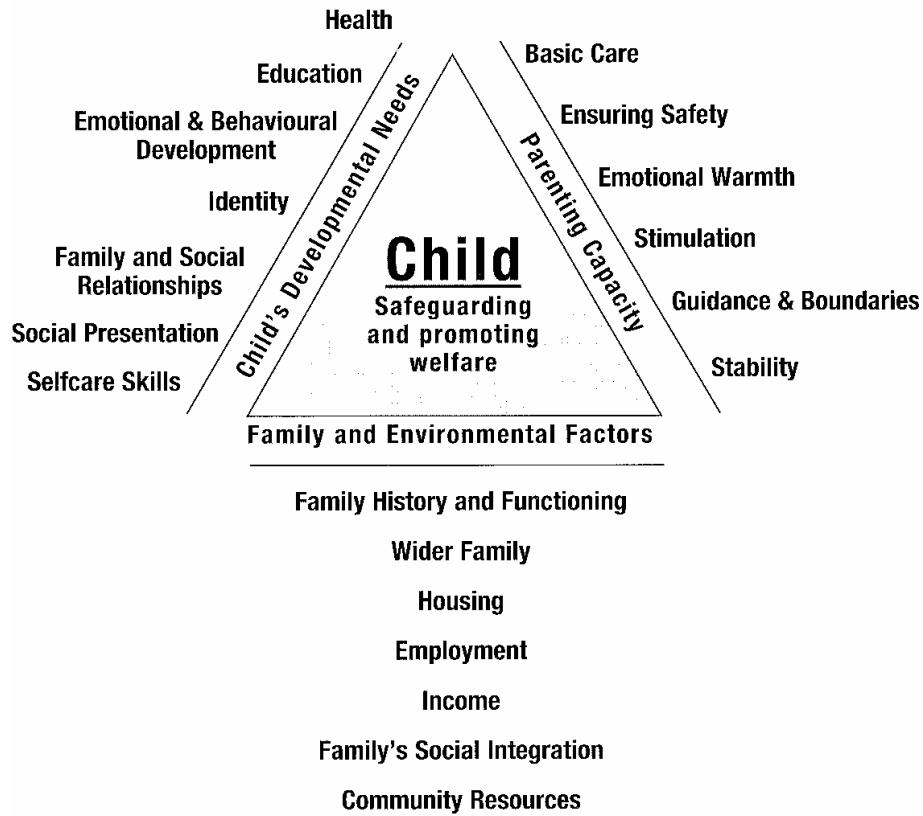 Health
Education
Emotional & Behavioural
Development
Identity
Family and Social
Relationships
Social Presentation
Selfcare Skills
Child's Developmental Needs
Basic Care
Ensuring Safety
Emotional Warmth
Stimulation
Guidance & Boundaries
Stability
Parenting Capacity
Child
Safeguarding
and promoting
welfare
Family and Environmental Factors
Family History and Functioning
Wider Family
Housing
Employment
Income
Family's Social Integration
Community Resources